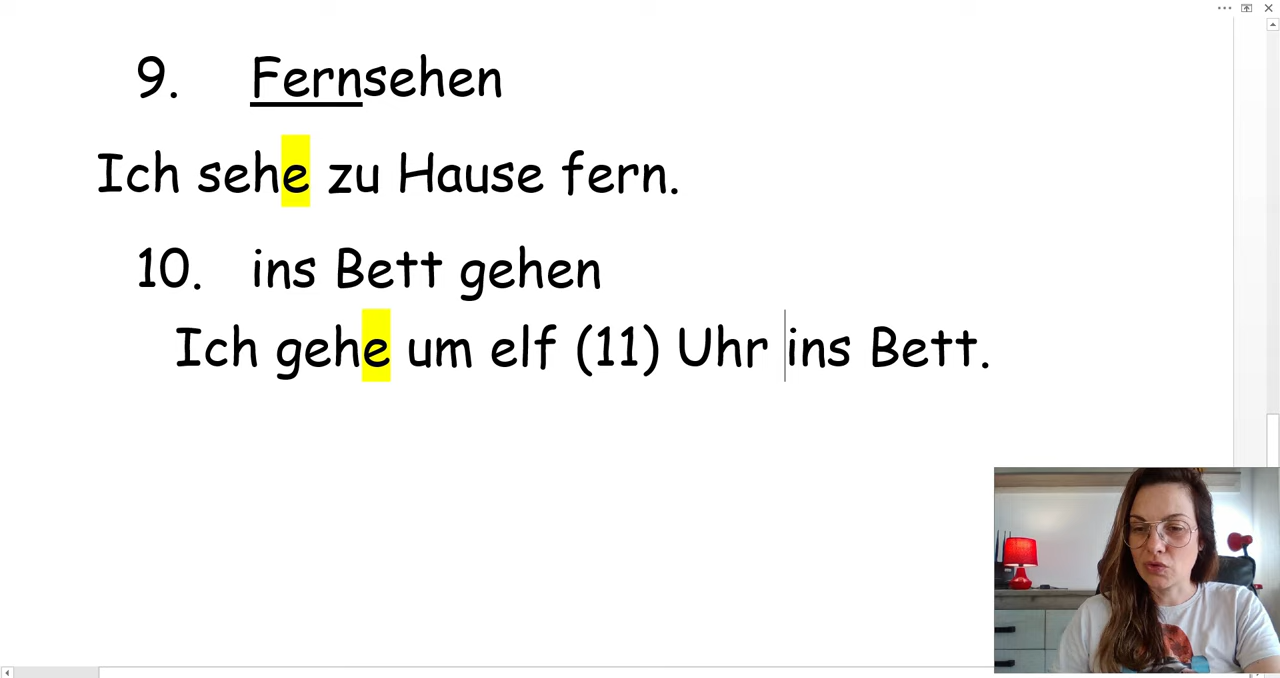 9. Fernsehen
Ich sehe zu Hause fern.
10. ins Bett gehen
Ich gehe um elf (11) Uhr ins Bett.